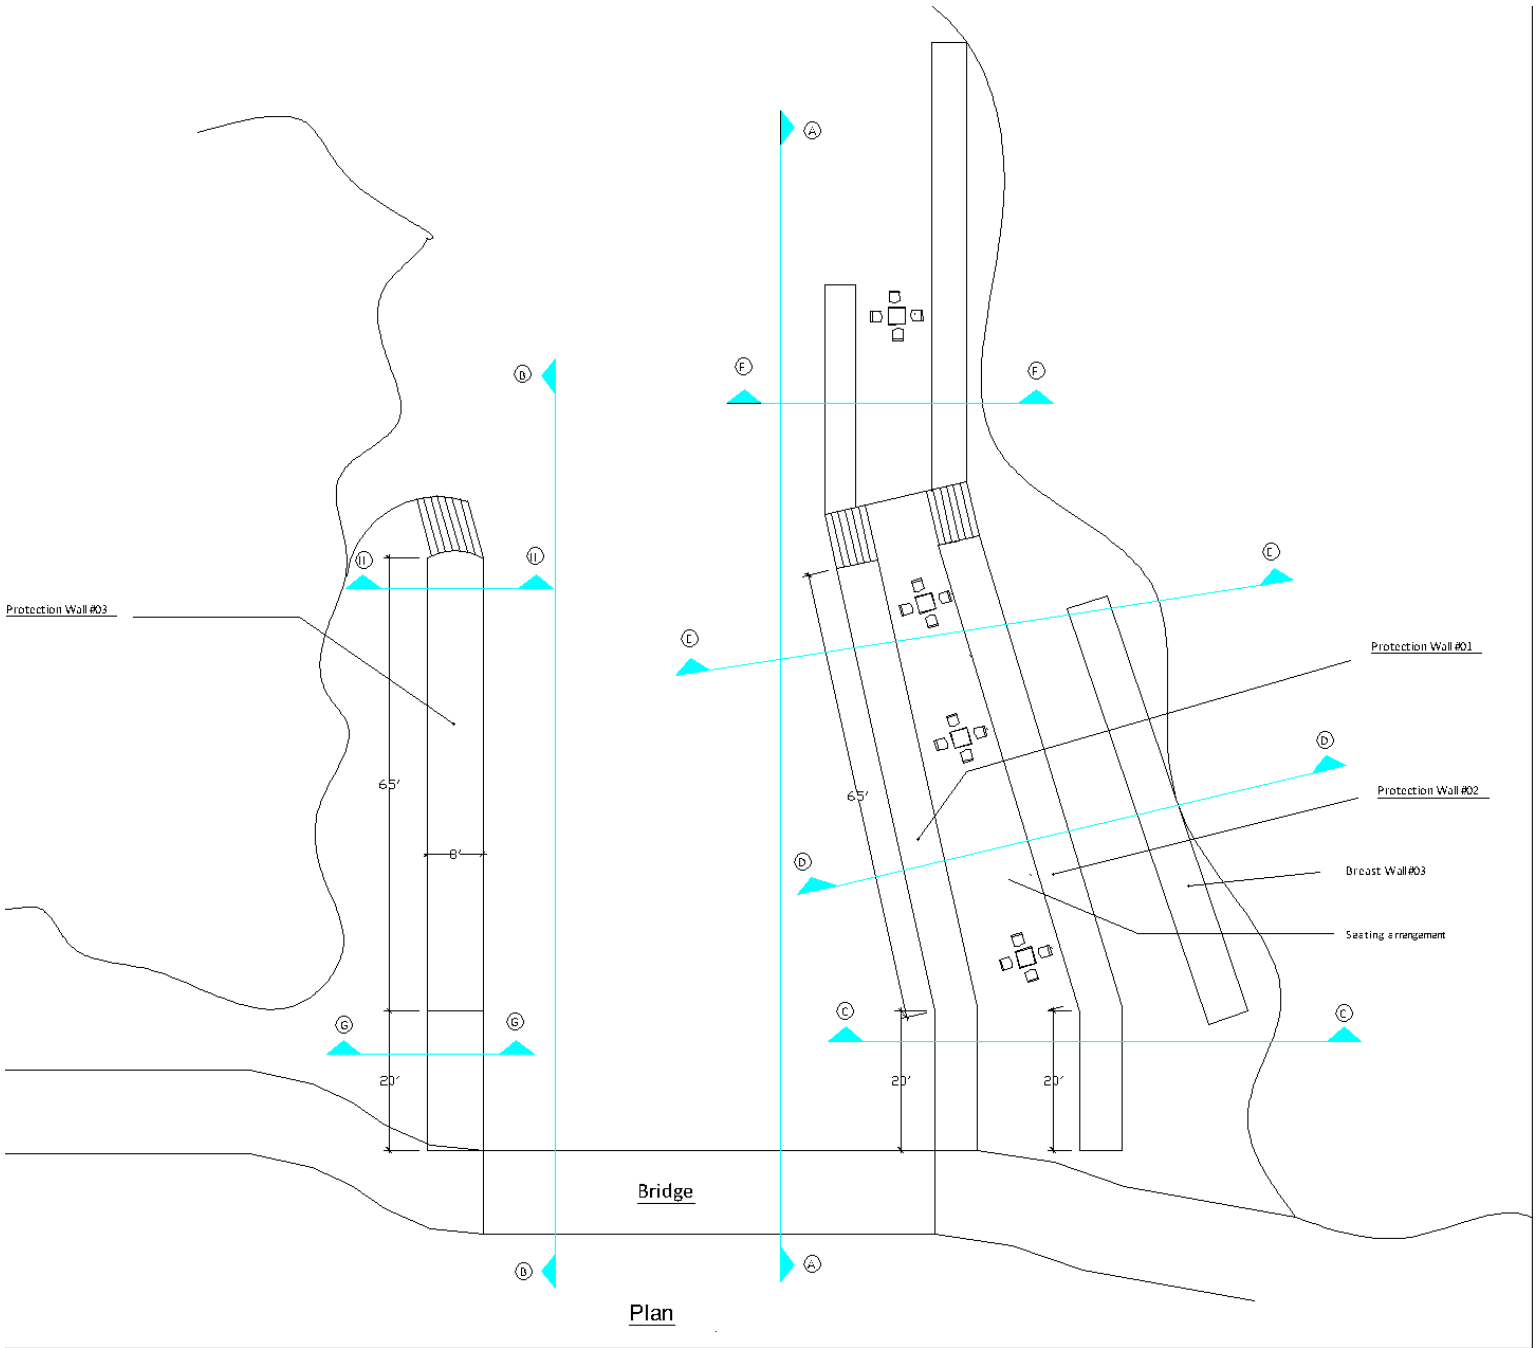 A
B
F
F
E
H
H
Protection Wall #03
E
Protection Wall #01
D
65'
Protection Wall #02
65'
8'
D
Breast Wall#03
Seating arrangement
C
C
G
G
20'
20'
20'
Bridge
B
A
Plan